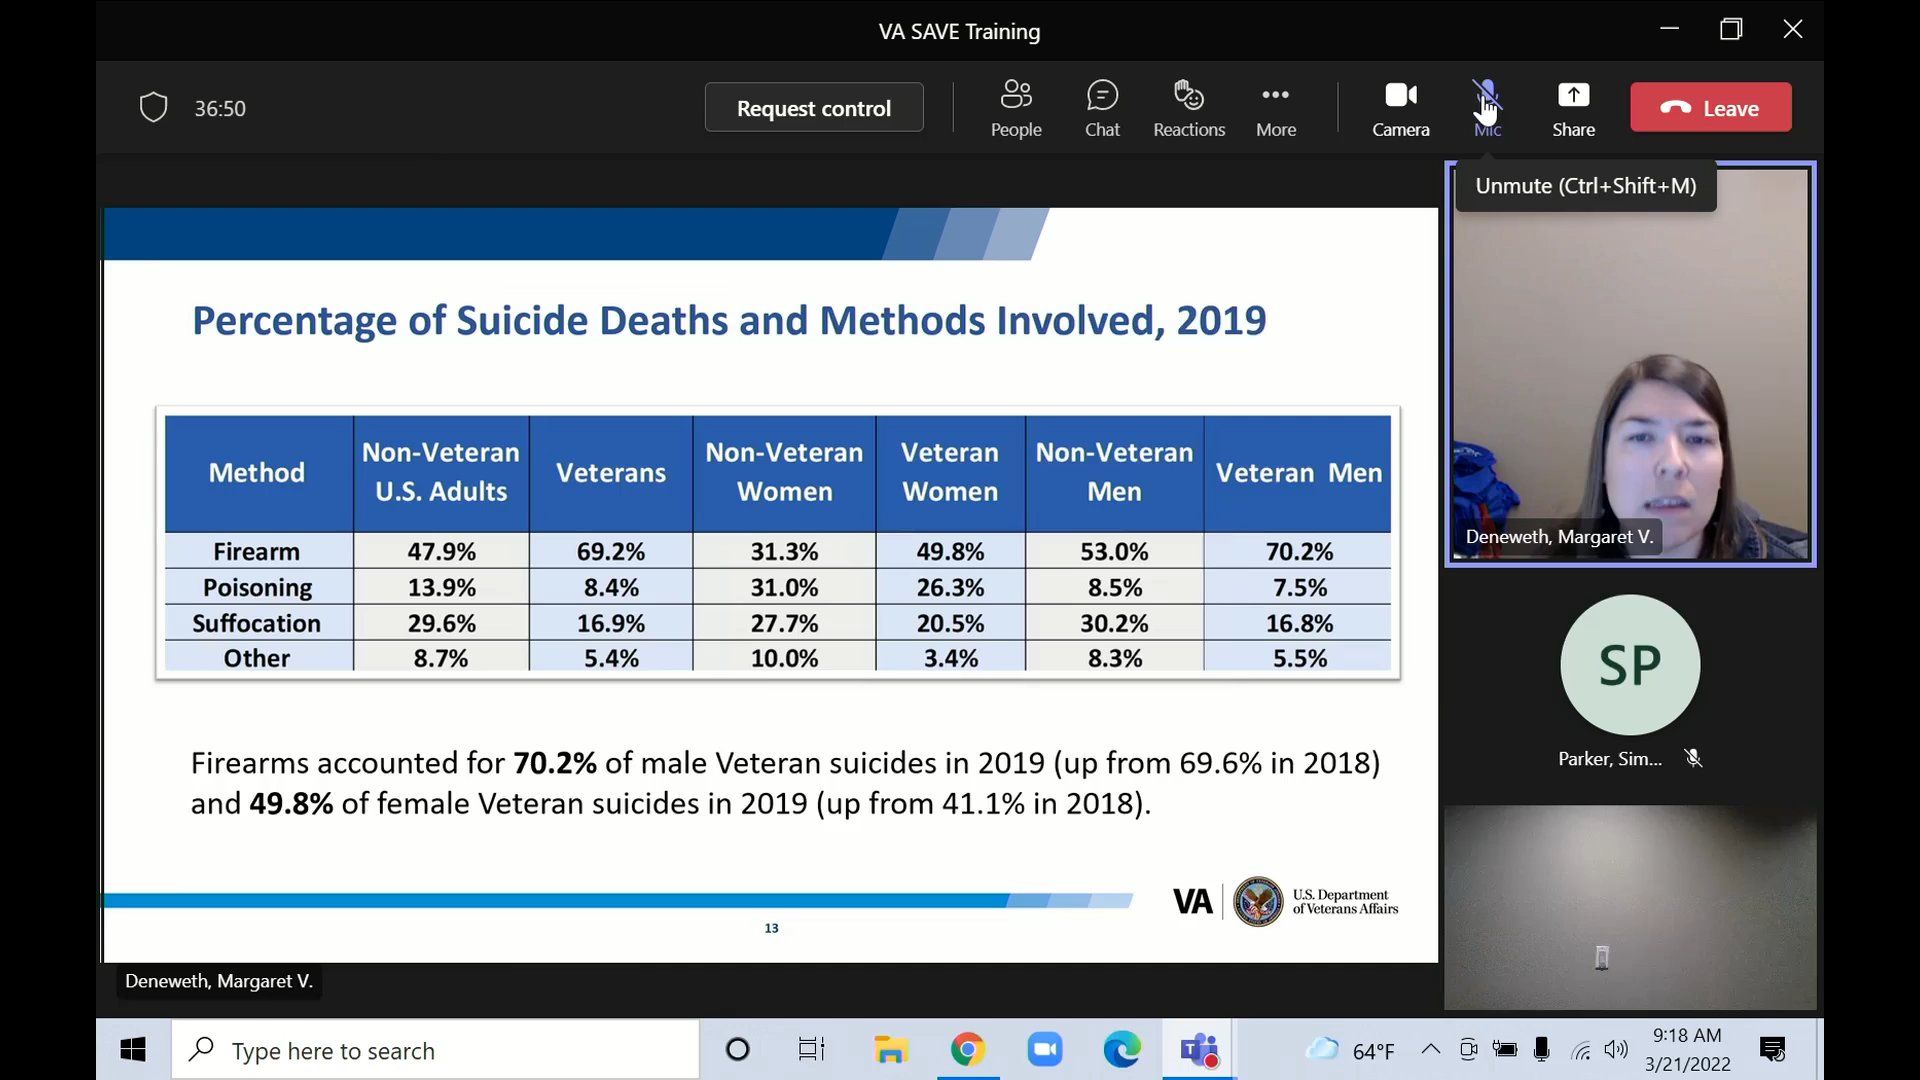 VA SAVE Training
36:50
Request control
People
Chat
Reactions
More
Camera
Mic
Share
Leave
Unmute (Ctrl+Shift+M)
Percentage of Suicide Deaths and Methods Involved, 2019
Method Non-Veteran U.S. Adults Veterans Non-Veteran Women Veteran Women Non-Veteran Men Veteran Men
Firearm 47.9% 69.2% 31.3% 49.8% 53.0% 70.2%
Poisoning 13.9% 8.4% 31.0% 26.3% 8.5% 7.5%
Suffocation 29.6% 16.9% 27.7% 20.5% 30.2% 16.8%
Other 8.7% 5.4% 10.0% 3.4% 8.3% 5.5%
Firearms accounted for 70.2% of male Veteran suicides in 2019 (up from 69.6% in 2018)
and 49.8% of female Veteran suicides in 2019 (up from 41.1% in 2018).
VA
U.S. Department
of Veterans Affairs
13
Deneweth, Margaret V.
Deneweth, Margaret V.
SP
Parker, Sim...
Type here to search
64°F
9:18 AM
3/21/2022